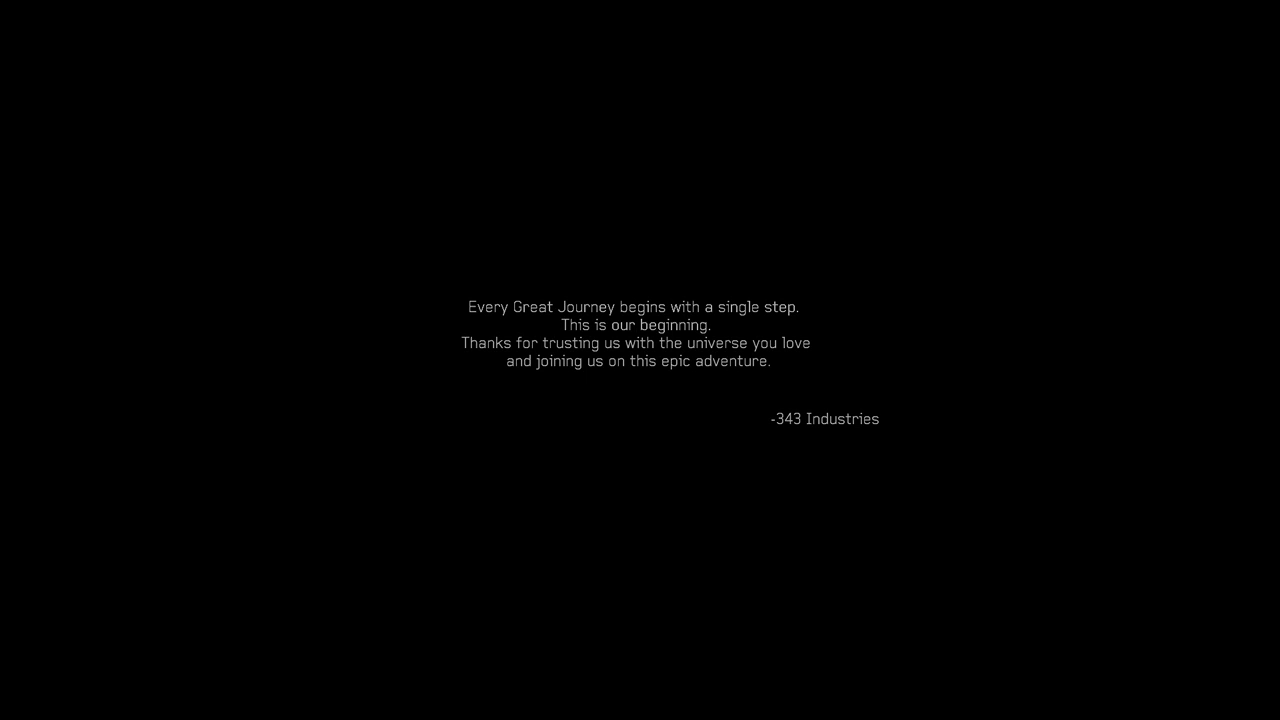 Every Great Journey begins with a single step.
This is our beginning.
Thanks for trusting us with the universe you love
and joining us on this epic adventure.
-343 Industries